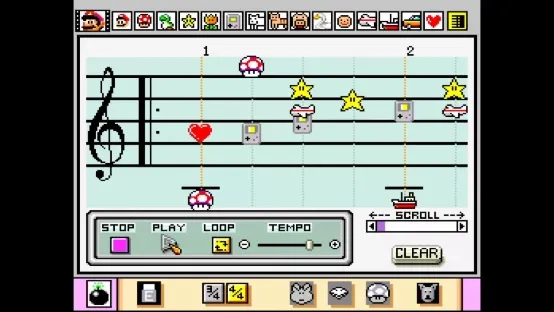 1 2
STOP PLAY LOOP TEMPO
SCROLL
CLEAR
3/4 4/4